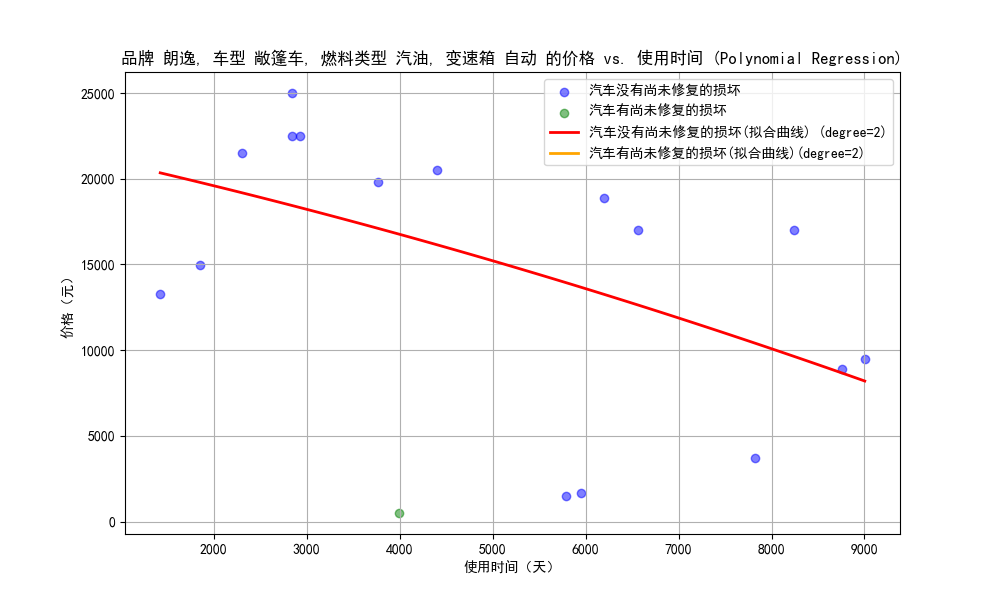 品牌 朗逸, 车型 敞篷车, 燃料类型 汽油, 变速箱 自动 的价格 vs. 使用时间 (Polynomial Regression)
汽车没有尚未修复的损坏
汽车有尚未修复的损坏
汽车没有尚未修复的损坏(拟合曲线) (degree=2)
汽车有尚未修复的损坏(拟合曲线)(degree=2)
价格（元）
25000
20000
15000
10000
5000
0
2000 3000 4000 5000 6000 7000 8000 9000
使用时间（天）